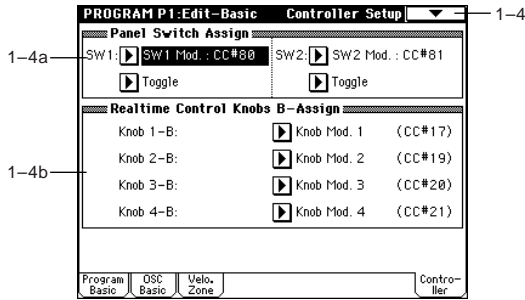 PROGRAM P1:Edit-Basic Controller Setup 1–4
Panel Switch Assign
1–4a SW1: SW1 Mod. : CC#80 SW2: SW2 Mod. : CC#81
Toggle Toggle
Realtime Control Knobs B-Assign
Knob 1-B: Knob Mod. 1 (CC#17)
Knob 2-B: Knob Mod. 2 (CC#19)
1–4b
Knob 3-B: Knob Mod. 3 (CC#20)
Knob 4-B: Knob Mod. 4 (CC#21)
Program OSC Velo. Contro-
Basic Basic Zone ller